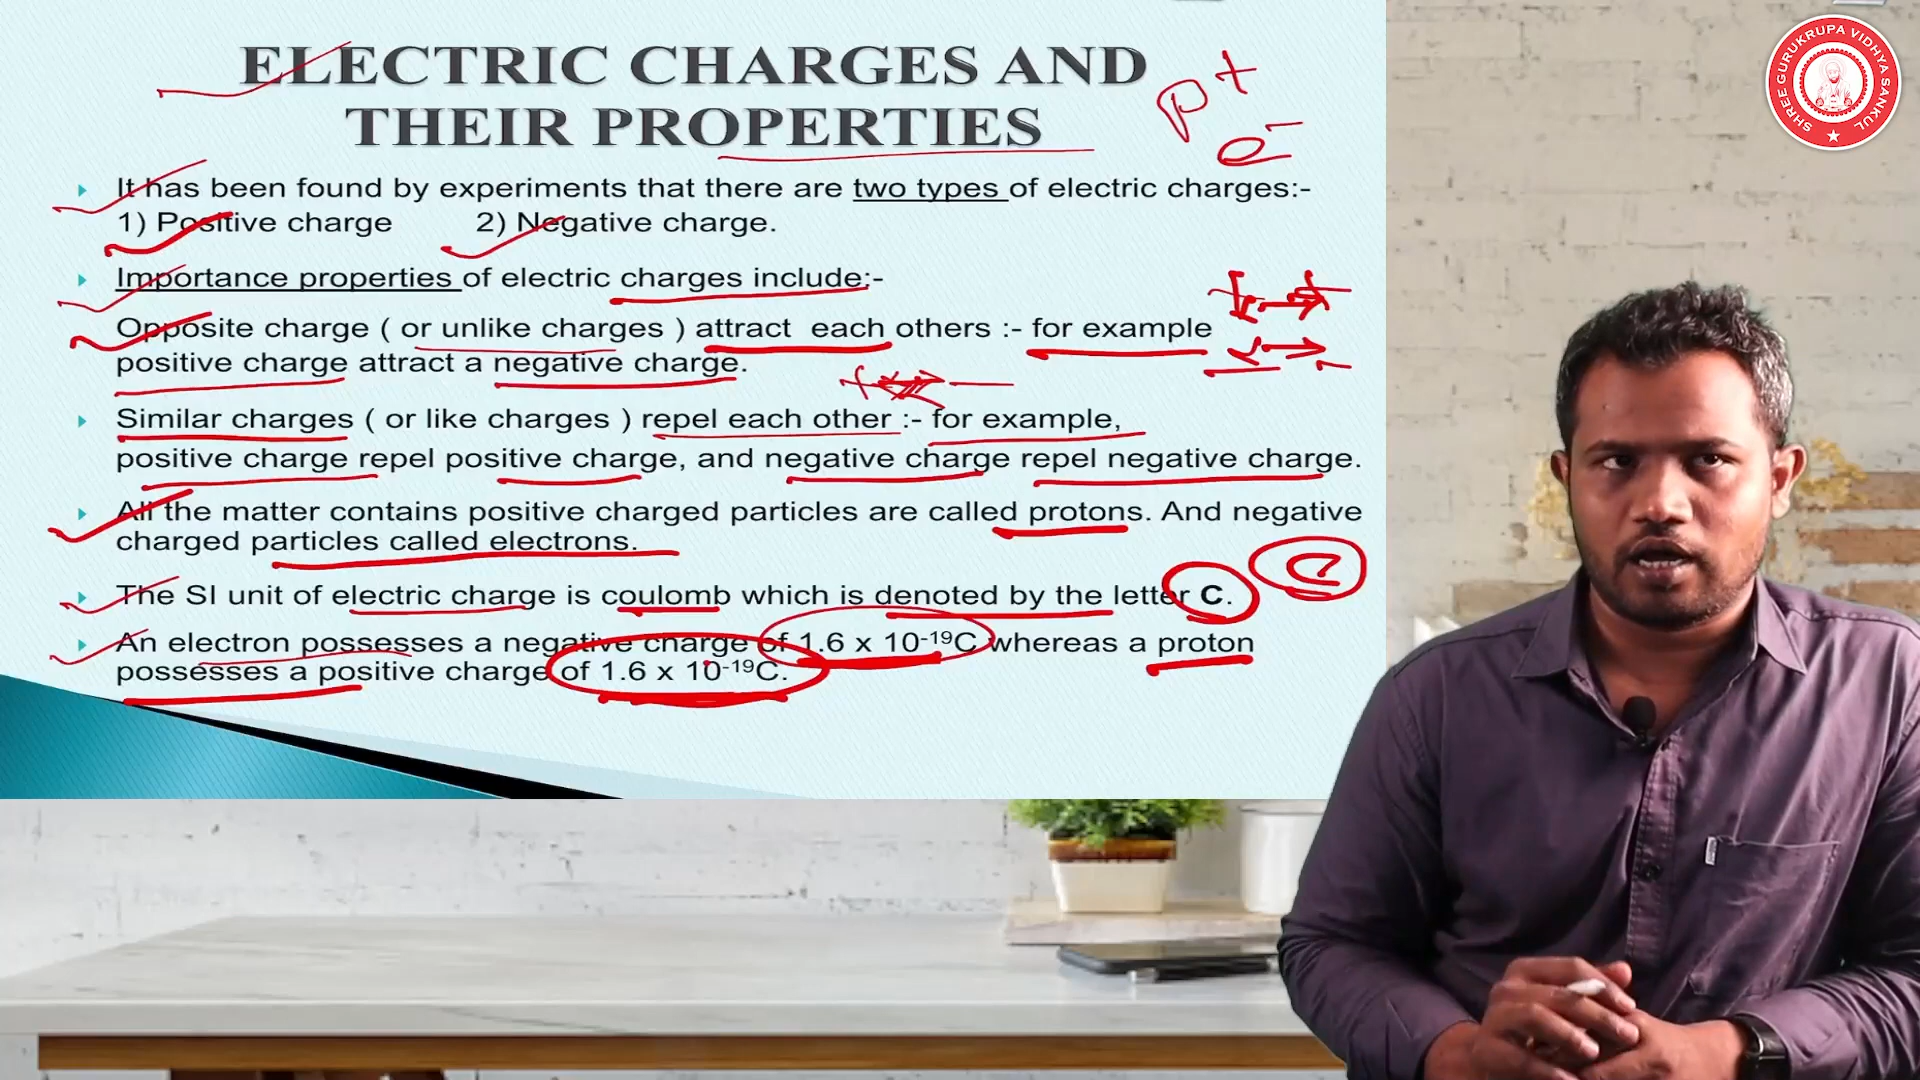 ELECTRIC CHARGES AND
THEIR PROPERTIES
p+
e-
It has been found by experiments that there are two types of electric charges:-
1) Positive charge 2) Negative charge.
Importance properties of electric charges include:-
Opposite charge ( or unlike charges ) attract each others :- for example
positive charge attract a negative charge.
Similar charges ( or like charges ) repel each other :- for example,
positive charge repel positive charge, and negative charge repel negative charge.
All the matter contains positive charged particles are called protons. And negative
charged particles called electrons.
The SI unit of electric charge is coulomb which is denoted by the letter C.
C
An electron possesses a negative charge of 1.6 x 10-19C whereas a proton
possesses a positive charge of 1.6 x 10-19C.
SHREE GURUKRUPA VIDHYA SANKUL